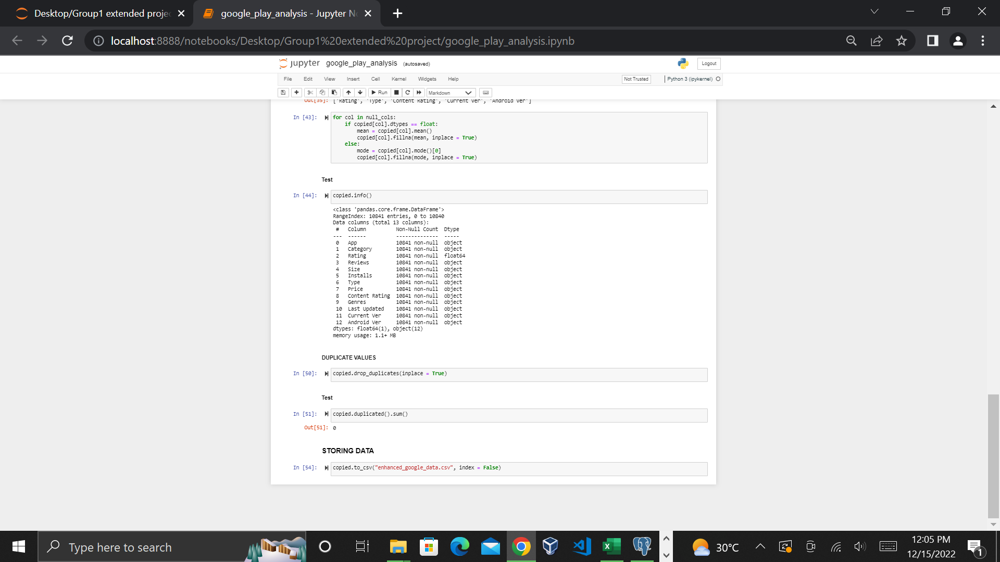 Desktop/Group1 extended proje
google_play_analysis - Jupyter N
localhost:8888/notebooks/Desktop/Group1%20extended%20project/google_play_analysis.ipynb
jupyter google_play_analysis (autosaved)
Logout
File Edit View Insert Cell Kernel Widgets Help
Not Trusted
Python 3 (ipykernel)
Run
Markdown
Out[35]: ['Rating', 'Type', 'Content Rating', 'Current Ver', 'Android Ver']
In [43]: for col in null_cols:
if copied[col].dtypes == float:
mean = copied[col].mean()
copied[col].fillna(mean, inplace = True)
else:
mode = copied[col].mode()[0]
copied[col].fillna(mode, inplace = True)
Test
In [44]: copied.info()
<class 'pandas.core.frame.DataFrame'>
RangeIndex: 10841 entries, 0 to 10840
Data columns (total 13 columns):
# Column Non-Null Count Dtype
--- ------ -------------- -----
0 App 10841 non-null object
1 Category 10841 non-null object
2 Rating 10841 non-null float64
3 Reviews 10841 non-null object
4 Size 10841 non-null object
5 Installs 10841 non-null object
6 Type 10841 non-null object
7 Price 10841 non-null object
8 Content Rating 10841 non-null object
9 Genres 10841 non-null object
10 Last Updated 10841 non-null object
11 Current Ver 10841 non-null object
12 Android Ver 10841 non-null object
dtypes: float64(1), object(12)
memory usage: 1.1+ MB
DUPLICATE VALUES
In [50]: copied.drop_duplicates(inplace = True)
Test
In [51]: copied.duplicated().sum()
Out[51]: 0
STORING DATA
In [54]: copied.to_csv("enhanced_google_data.csv", index = False)
Type here to search
30°C
12:05 PM
12/15/2022
1